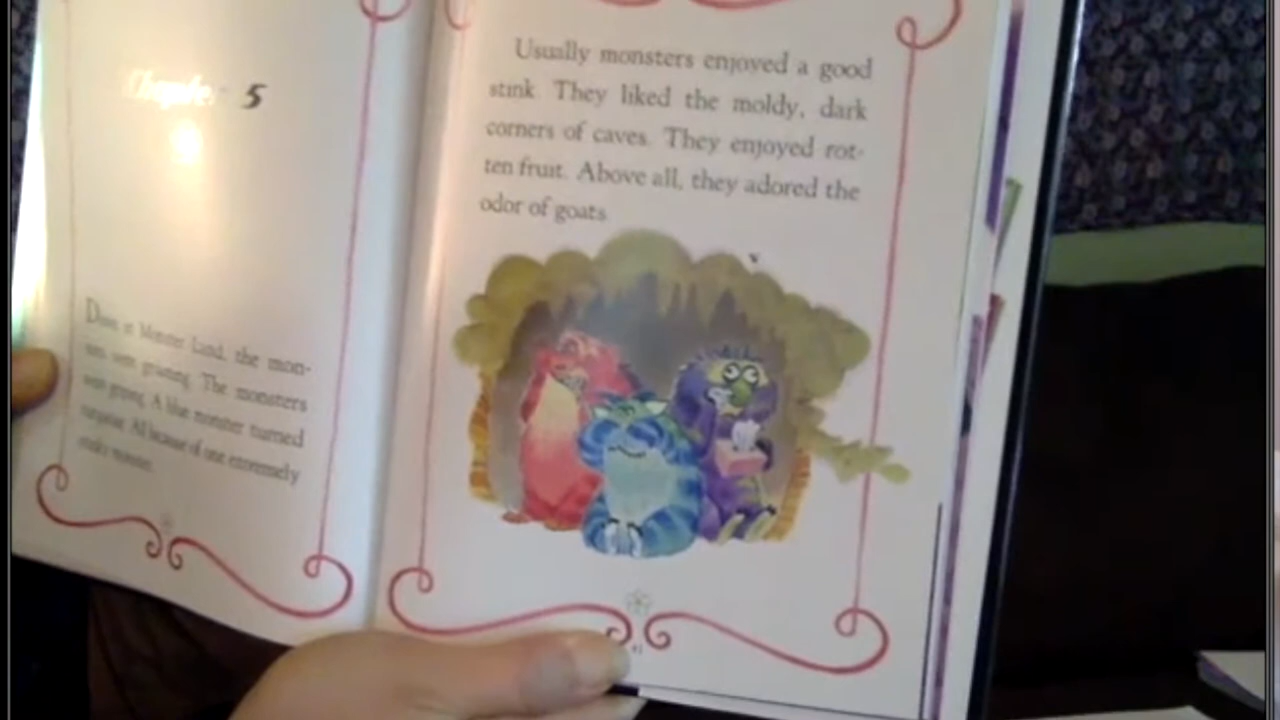 Chapter 5
Down in Monster Land, the mon-
sters were groaning. The monsters
were griping. A blue monster turned
turquoise. All because of one extremely
stinky monster.
Usually monsters enjoyed a good
stink. They liked the moldy, dark
corners of caves. They enjoyed rot-
ten fruit. Above all, they adored the
odor of goats.